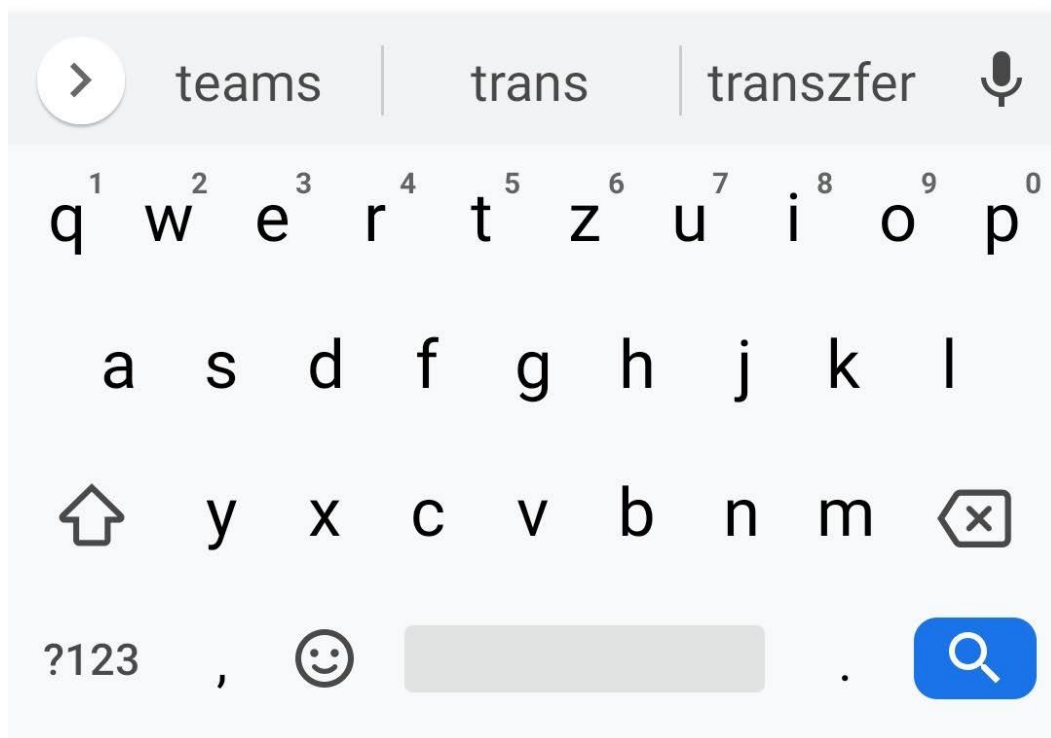 teams trans transzfer
1 2 3 4 5 6 7 8 9 0
q w e r t z u i o p
a s d f g h j k l
y x c v b n m
?123 , .